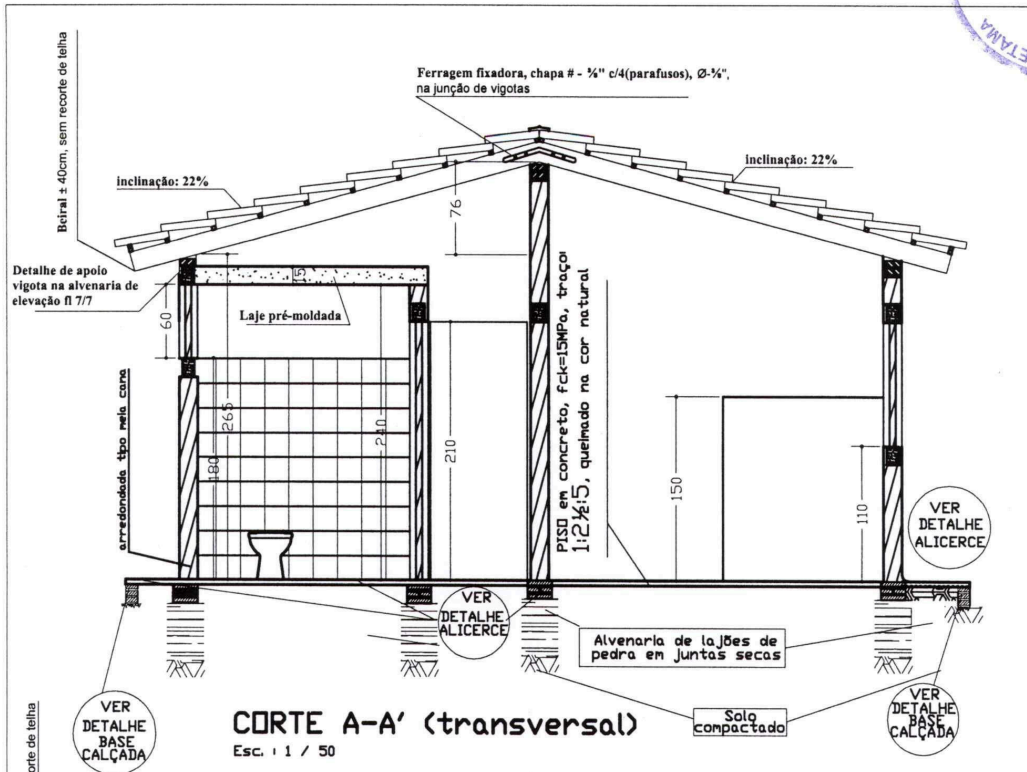 ETAMA
Ferragem fixadora, chapa # - ⅜" c/4(parafusos), Ø-⅜",
na junção de vigotas
Beiral ± 40cm, sem recorte de telha
inclinação: 22%
inclinação: 22%
76
Detalhe de apoio
vigota na alvenaria de
elevação fl 7/7
15
Laje pré-moldada
60
arredondada tipo meia cana
180
265
240
210
PISO em concreto, fck=15MPa, traço:
1:2½:5, queimado na cor natural
150
110
VER
DETALHE
ALICERCE
VER
DETALHE
ALICERCE
Alvenaria de lajões de
pedra em juntas secas
VER
DETALHE
BASE
CALÇADA
CORTE A-A' (transversal)
Esc. : 1 / 50
Solo
compactado
VER
DETALHE
BASE
CALÇADA
orte de telha